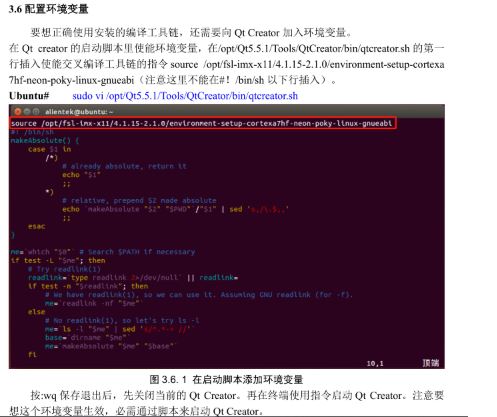 3.6 配置环境变量
要想正确地使用安装的编译工具链，还需要向 Qt Creator 加入环境变量。
在 Qt creator 的启动脚本里使能环境变量，在/opt/Qt5.5.1/Tools/QtCreator/bin/qtcreator.sh 的第一
行插入使能交叉编译工具链的指令 source /opt/fsl-imx-x11/4.1.15-2.1.0/environment-setup-cortexa
7hf-neon-poky-linux-gnueabi（注意这里不能在#！/bin/sh 以下行插入）。
Ubuntu# sudo vi /opt/Qt5.5.1/Tools/QtCreator/bin/qtcreator.sh
alientek@ubuntu: ~
source /opt/fsl-imx-x11/4.1.15-2.1.0/environment-setup-cortexa7hf-neon-poky-linux-gnueabi
#! /bin/sh
makeAbsolute() {
case $1 in
/*)
# already absolute, return it
echo "$1"
;;
*)
# relative, prepend $2 made absolute
echo `makeAbsolute "$2" "$PWD"`/"$1" | sed 's,/\.$,,'
;;
esac
}
me=`which "$0"` # Search $PATH if necessary
if test -L "$me"; then
# Try readlink(1)
readlink=`type readlink 2>/dev/null` || readlink=
if test -n "$readlink"; then
# We have readlink(1), so we can use it. Assuming GNU readlink (for -f).
me=`readlink -nf "$me"`
else
# No readlink(1), so let's try ls -l
me=`ls -l "$me" | sed 's/^.*-> //'`
base=`dirname "$me"`
me=`makeAbsolute "$me" "$base"`
fi
10,1 顶端
图 3.6. 1 在启动脚本添加环境变量
按:wq 保存退出后，先关闭当前的 Qt Creator。再在终端使用指令启动 Qt Creator。注意要
想这个环境变量生效，必需通过脚本来启动 Qt Creator。